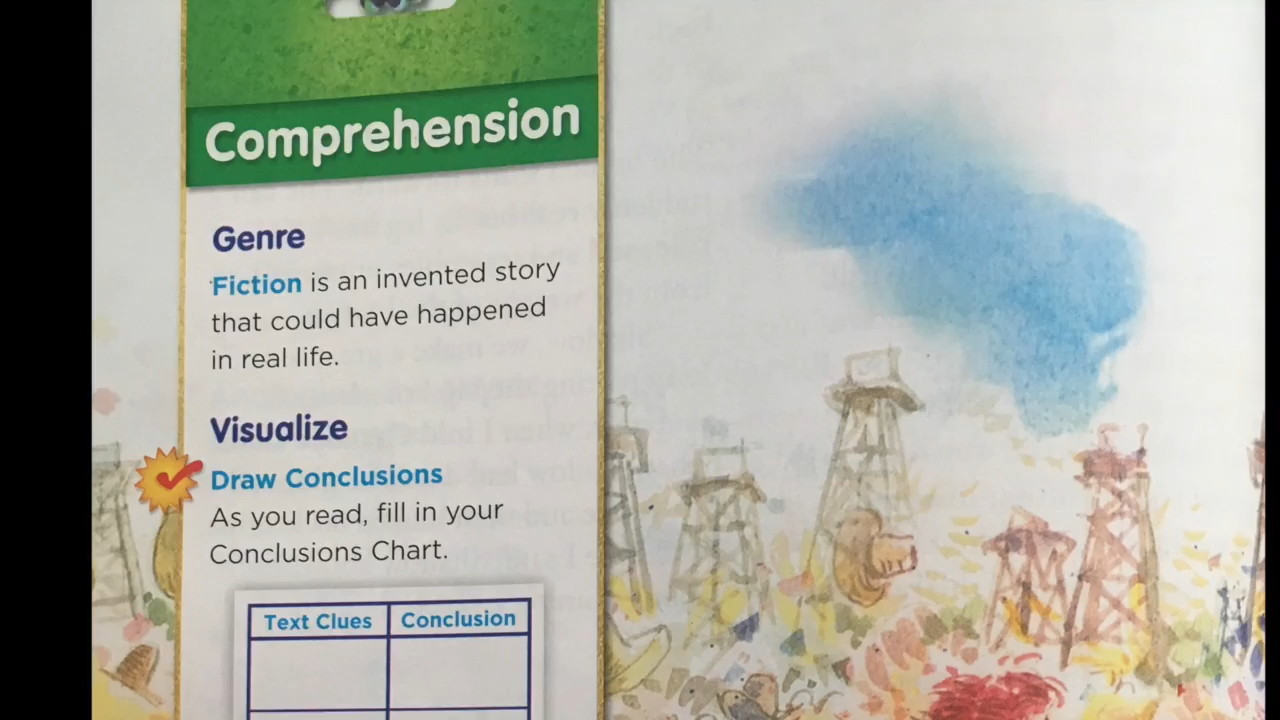 Comprehension
Genre
Fiction is an invented story
that could have happened
in real life.
Visualize
Draw Conclusions
As you read, fill in your
Conclusions Chart.
Text Clues Conclusion